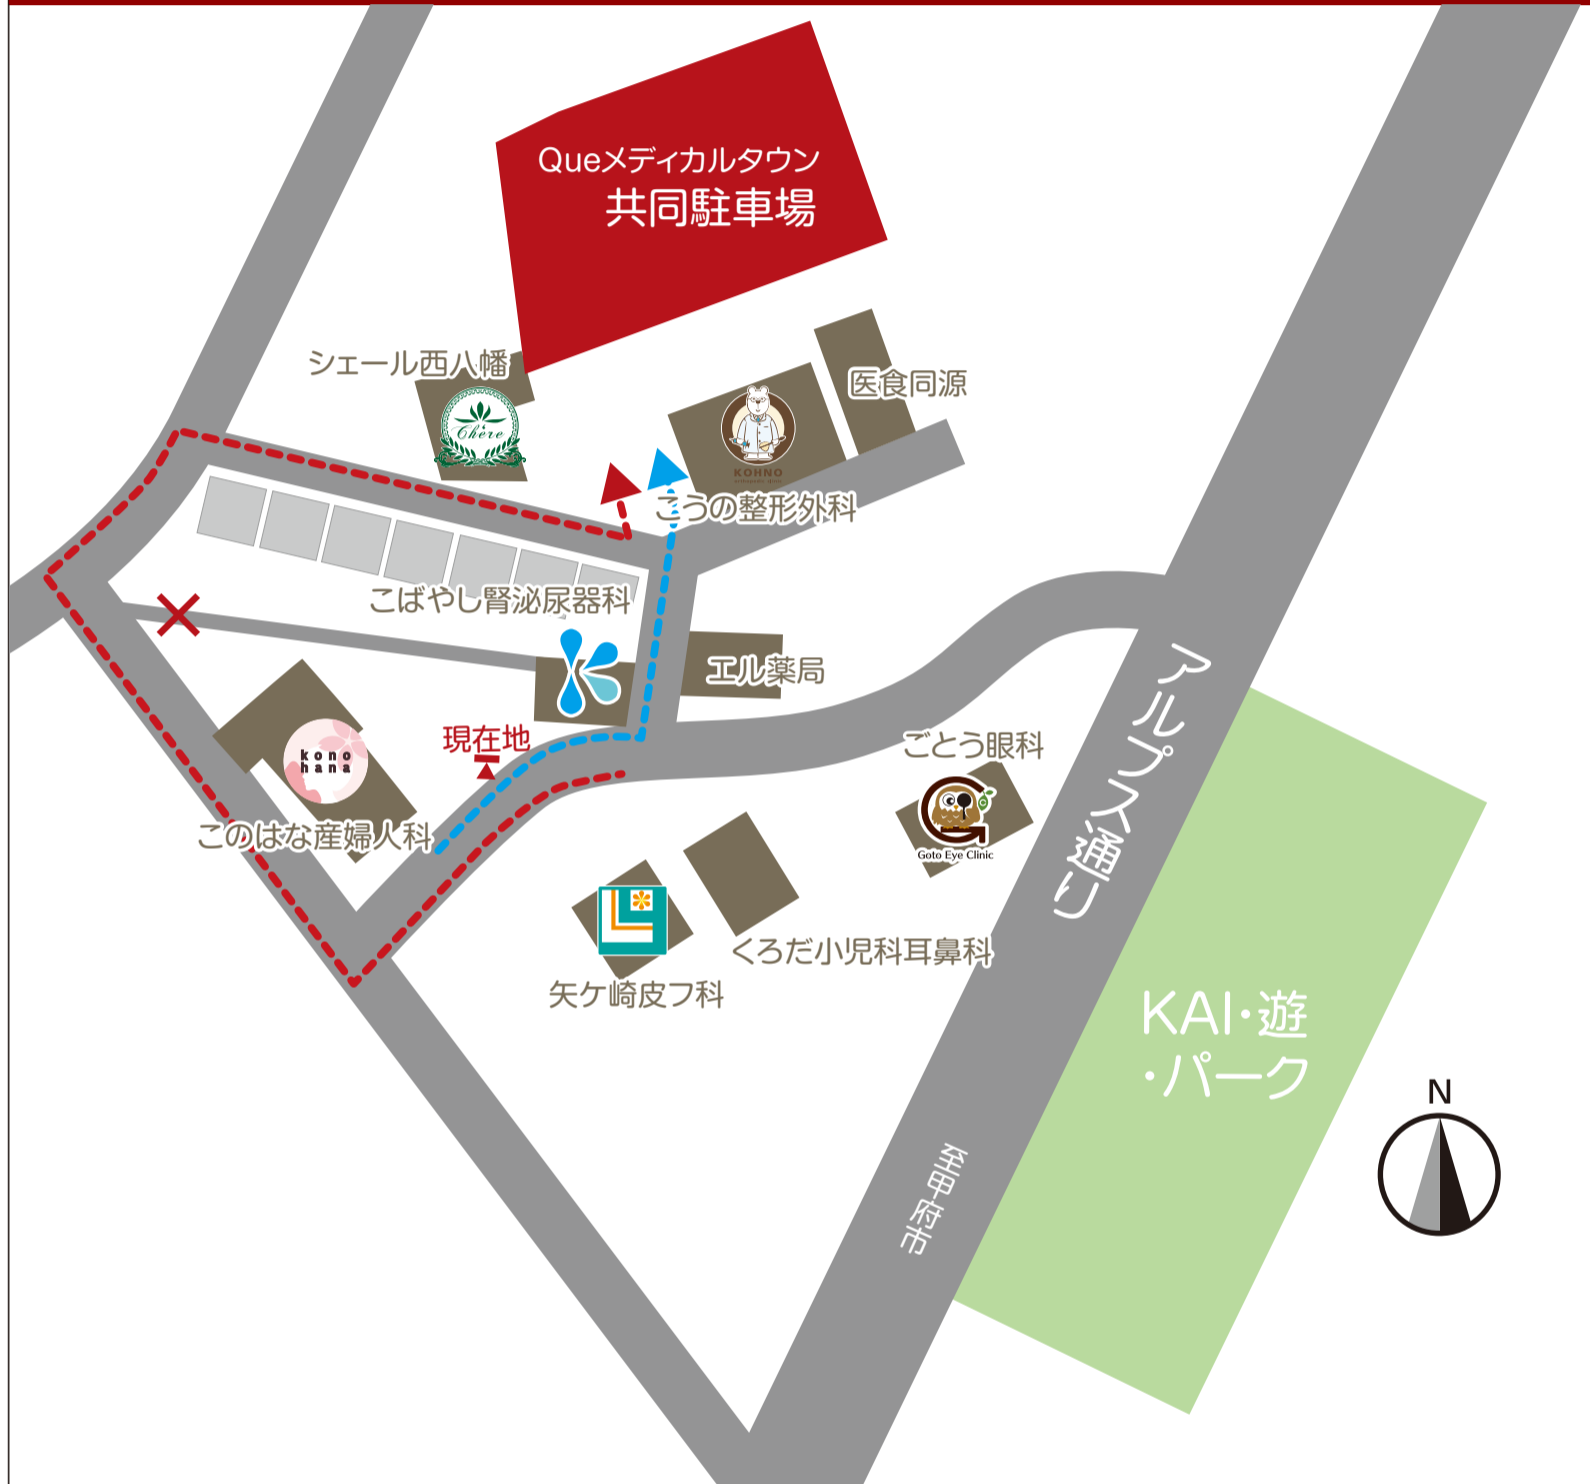 Queメディカルタウン
共同駐車場
シェール西八幡
Chère
医食同源
KOHNO
こうの整形外科
こばやし腎泌尿器科
エル薬局
現在地
kono
hana
このはな産婦人科
ごとう眼科
Goto Eye Clinic
くろだ小児科耳鼻科
矢ケ崎皮フ科
アルプス通り
KAI・遊
・パーク
至甲府市
N